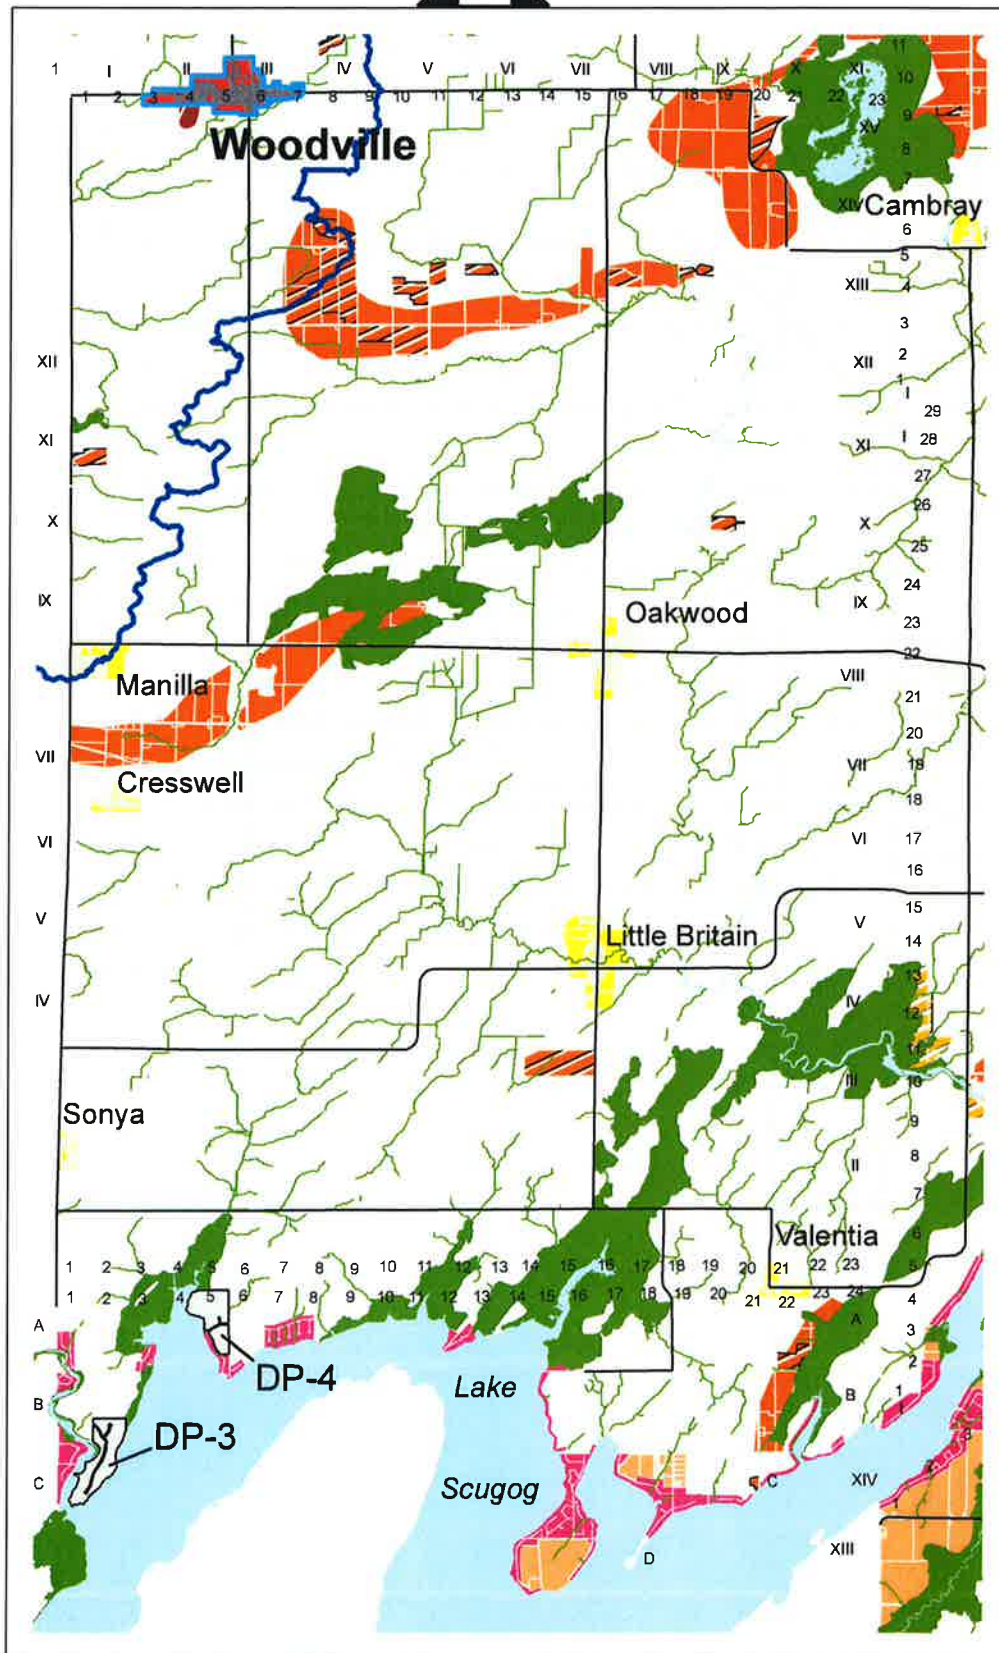 1 I II III IV V VI VII VIII IX X XI 11
10
1 2 3 4 5 6 7 8 9 10 11 12 13 14 15 16 17 18 19 20 21 22 23
9
Woodville
XV
8
7
XIV
Cambray
6
5
XIII 4
3
XII
XII 2
1
I
29
XI
XI I 28
27
26
X
X
25
24
IX
IX
Oakwood
23
22
Manilla
VIII
21
20
VII
VII 19
Cresswell
18
VI
VI 17
16
15
V
V
Little Britain
14
13
IV
IV
12
11
III
10
Sonya
9
8
II
7
Valentia
6
1 2 3 4 5 6 7 8 9 10 11 12 13 14 15 16 17 18 19 20 21 22 23
5
1 2 3 4 5 6 7 8 9 10 11 12 13 14 15 16 17 18 19 20 21 22 23 24
4
A
A
3
2
DP-4
Lake
B
B
1
1
DP-3
3
2
C
Scugog
C
XIV
1
D
XIII